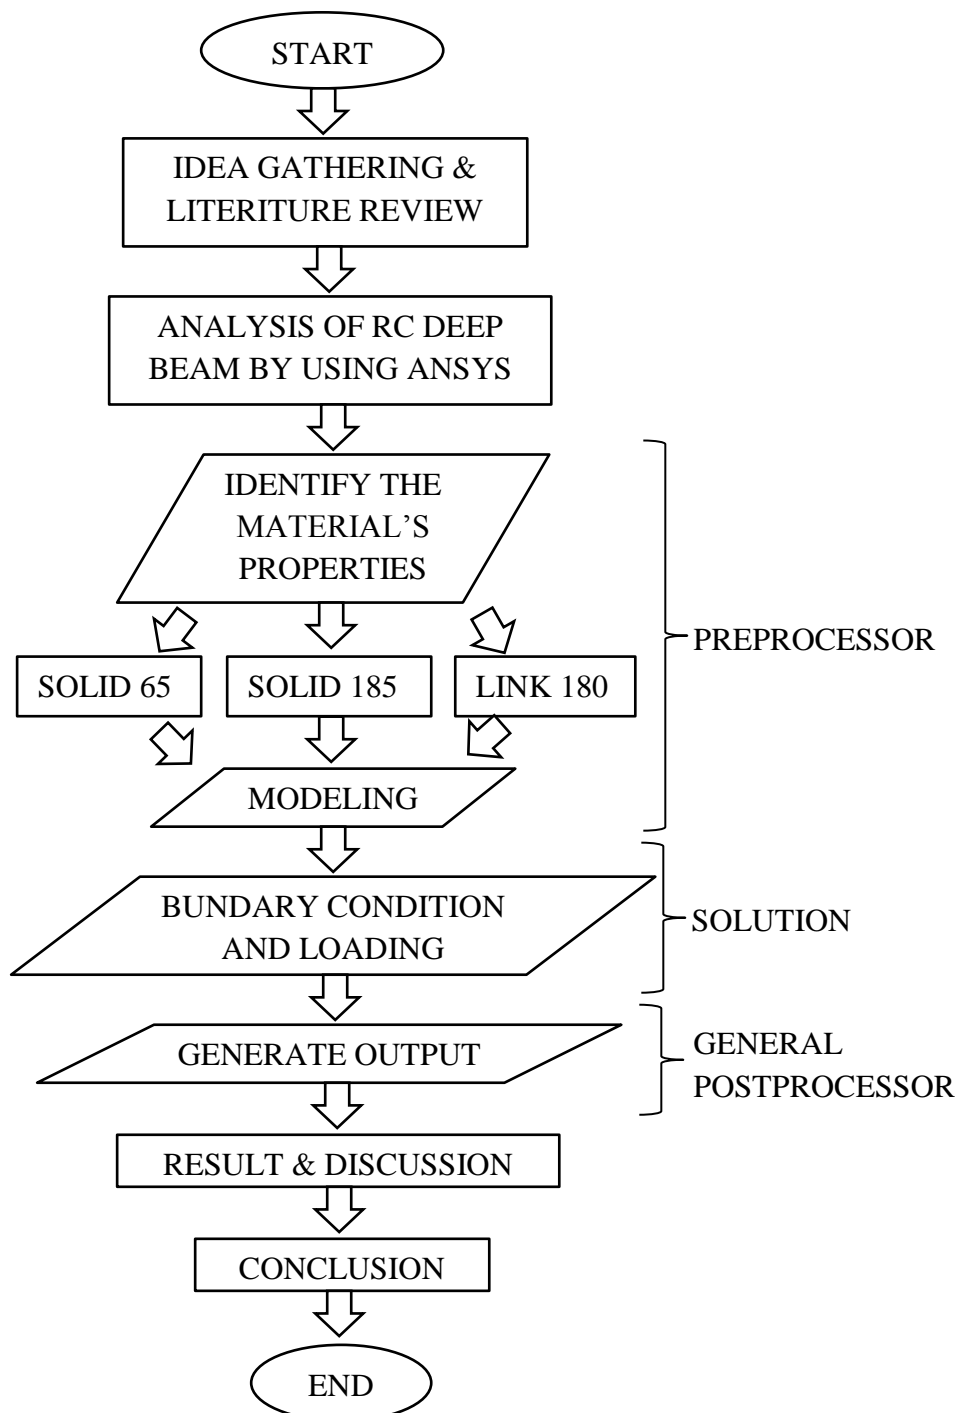 START
IDEA GATHERING &
LITERITURE REVIEW
ANALYSIS OF RC DEEP
BEAM BY USING ANSYS
IDENTIFY THE
MATERIAL’S
PROPERTIES
PREPROCESSOR
SOLID 65
SOLID 185
LINK 180
MODELING
BUNDARY CONDITION
AND LOADING
SOLUTION
GENERATE OUTPUT
GENERAL
POSTPROCESSOR
RESULT & DISCUSSION
CONCLUSION
END